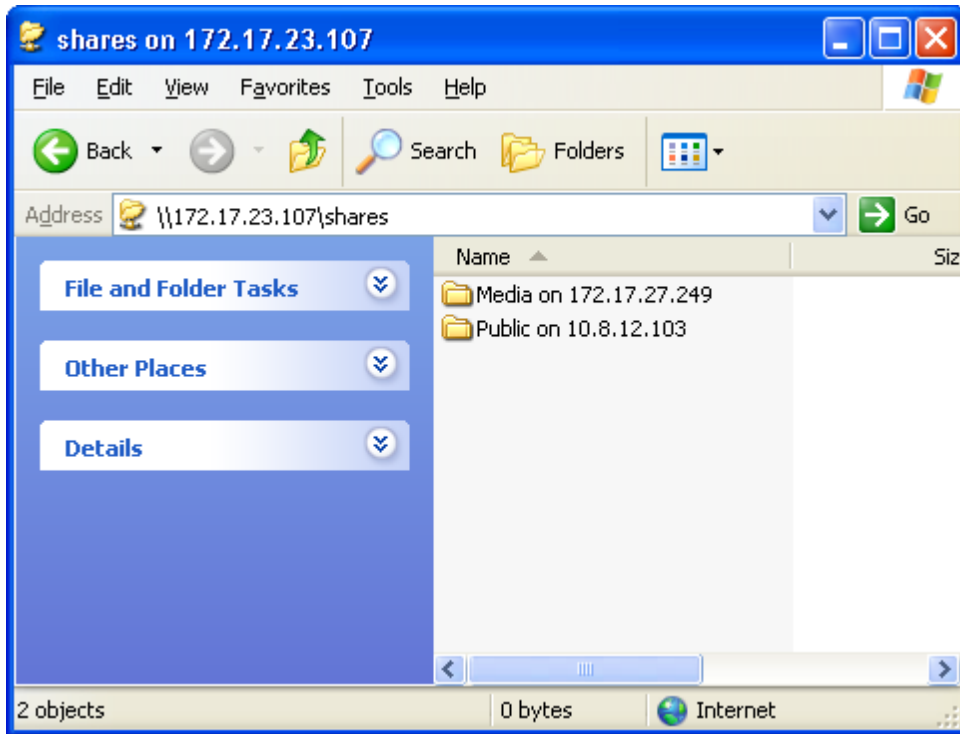 shares on 172.17.23.107
File Edit View Favorites Tools Help
Back Search Folders
Address \\172.17.23.107\shares Go
Name Siz
File and Folder Tasks
Media on 172.17.27.249
Public on 10.8.12.103
Other Places
Details
2 objects 0 bytes Internet